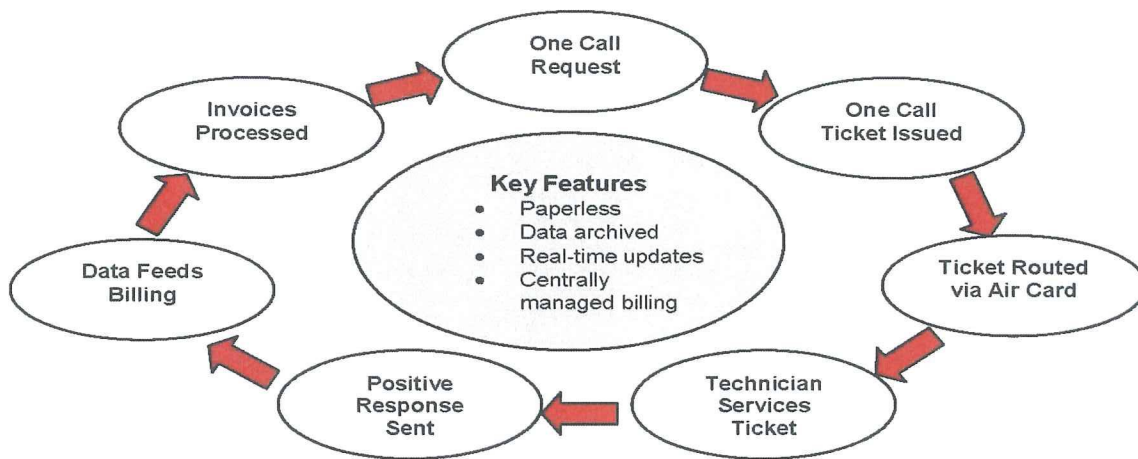 One Call
Request
One Call
Ticket Issued
Ticket Routed
via Air Card
Technician
Services
Ticket
Positive
Response
Sent
Data Feeds
Billing
Invoices
Processed
Key Features
• Paperless
• Data archived
• Real-time updates
• Centrally
managed billing